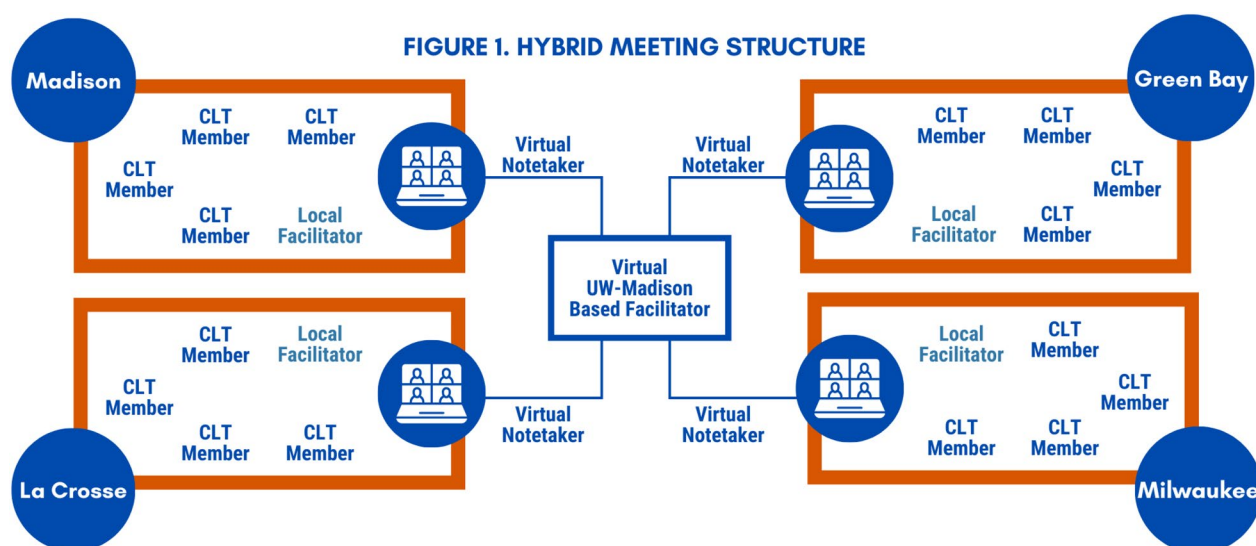 FIGURE 1. HYBRID MEETING STRUCTURE
Madison
CLT
Member
CLT
Member
CLT
Member
CLT
Member
Local
Facilitator
Virtual
Notetaker
Green Bay
Virtual
Notetaker
CLT
Member
CLT
Member
CLT
Member
Local
Facilitator
CLT
Member
Virtual
UW-Madison
Based Facilitator
La Crosse
CLT
Member
Local
Facilitator
CLT
Member
CLT
Member
CLT
Member
Virtual
Notetaker
Milwaukee
Virtual
Notetaker
Local
Facilitator
CLT
Member
CLT
Member
CLT
Member
CLT
Member